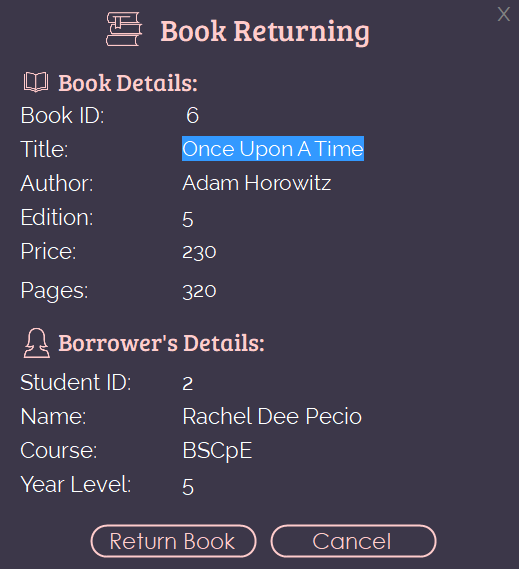 X
Book Returning
Book Details:
Book ID: 6
Title: Once Upon A Time
Author: Adam Horowitz
Edition: 5
Price: 230
Pages: 320
Borrower's Details:
Student ID: 2
Name: Rachel Dee Pecio
Course: BSCpE
Year Level: 5
Return Book Cancel